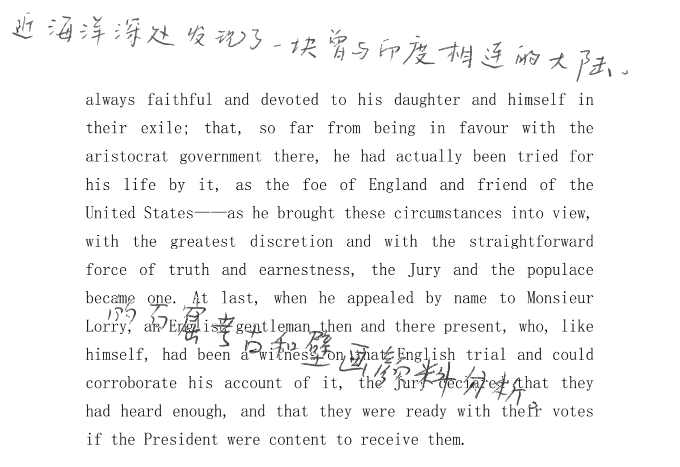 近海洋深处发现了一块曾与印度相连的大陆。
always faithful and devoted to his daughter and himself in
their exile; that, so far from being in favour with the
aristocrat government there, he had actually been tried for
his life by it, as the foe of England and friend of the
United States——as he brought these circumstances into view,
with the greatest discretion and with the straightforward
force of truth and earnestness, the Jury and the populace
became one. At last, when he appealed by name to Monsieur
的石窟考古和壁画颜料分析。
Lorry, an English gentleman then and there present, who, like
himself, had been a witness on that English trial and could
corroborate his account of it, the Jury declared that they
had heard enough, and that they were ready with their votes
if the President were content to receive them.